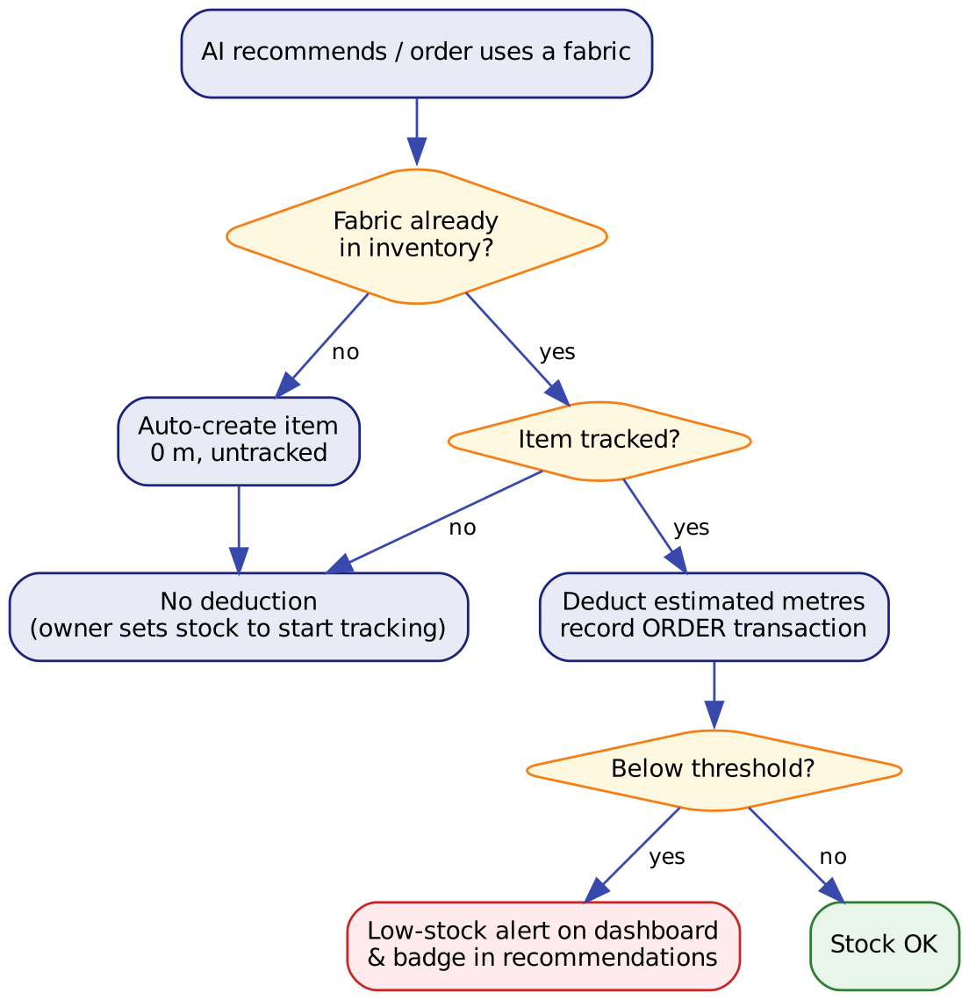 AI recommends / order uses a fabric
Fabric already
in inventory?
no
yes
Auto-create item
0 m, untracked
Item tracked?
no
yes
No deduction
(owner sets stock to start tracking)
Deduct estimated metres
record ORDER transaction
Below threshold?
yes
no
Low-stock alert on dashboard
& badge in recommendations
Stock OK